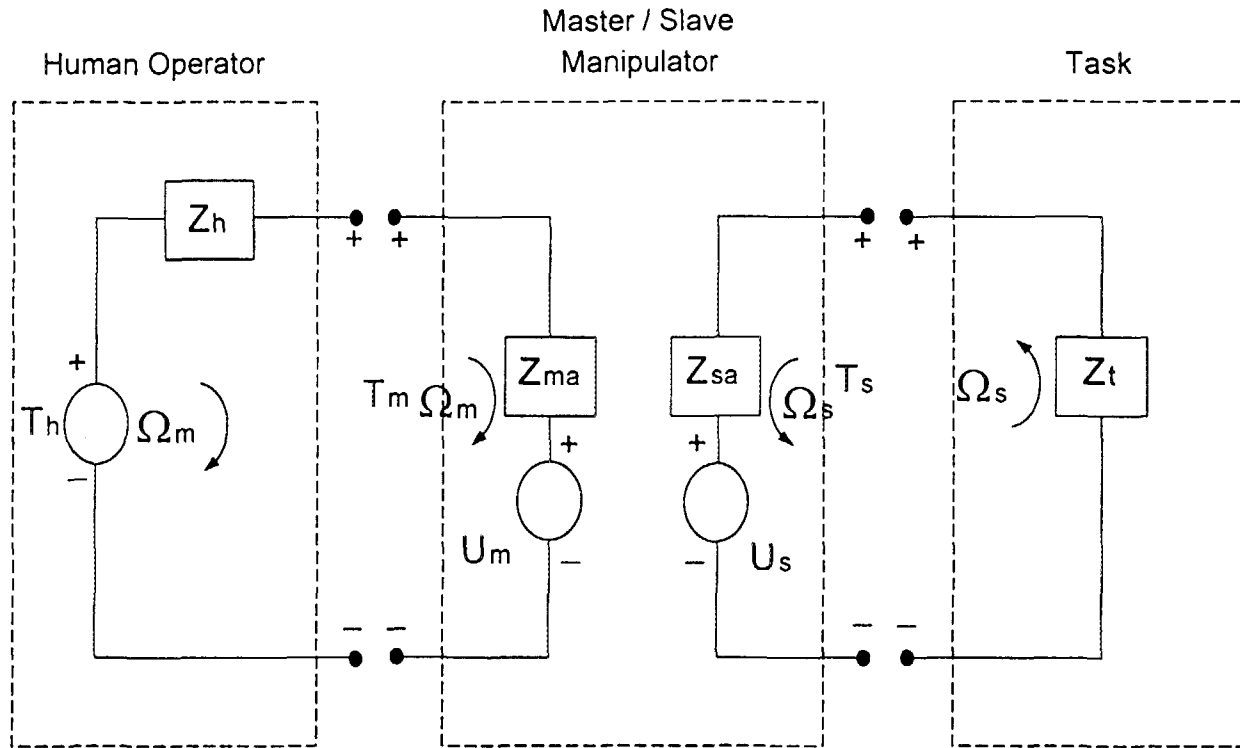 Master / Slave
Manipulator
Human Operator
Task
Zh
+ +
+
Th
Ωm
−
Tm Ωm
Zma
+
Um
−
Zsa
+
Us
−
Ωs Ts
+ +
Ωs
Zt
− −
− −